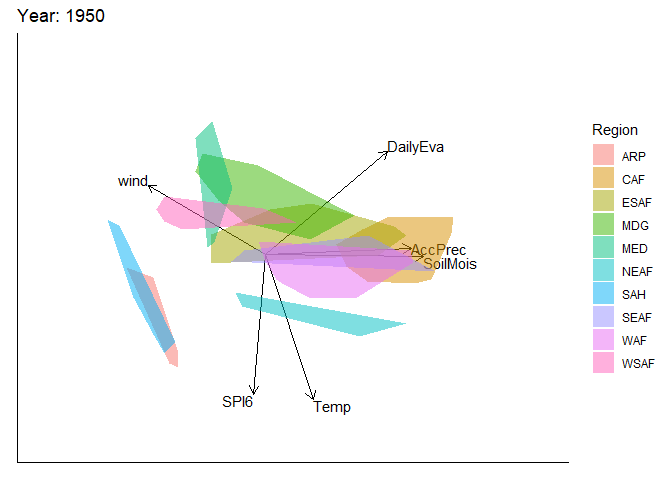 Year: 1950
DailyEva
wind
AccPrec
SoilMois
SPI6
Temp
Region
ARP
CAF
ESAF
MDG
MED
NEAF
SAH
SEAF
WAF
WSAF